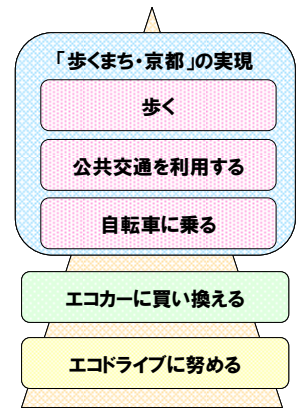 「歩くまち・京都」の実現
歩く
公共交通を利用する
自転車に乗る
エコカーに買い換える
エコドライブに努める